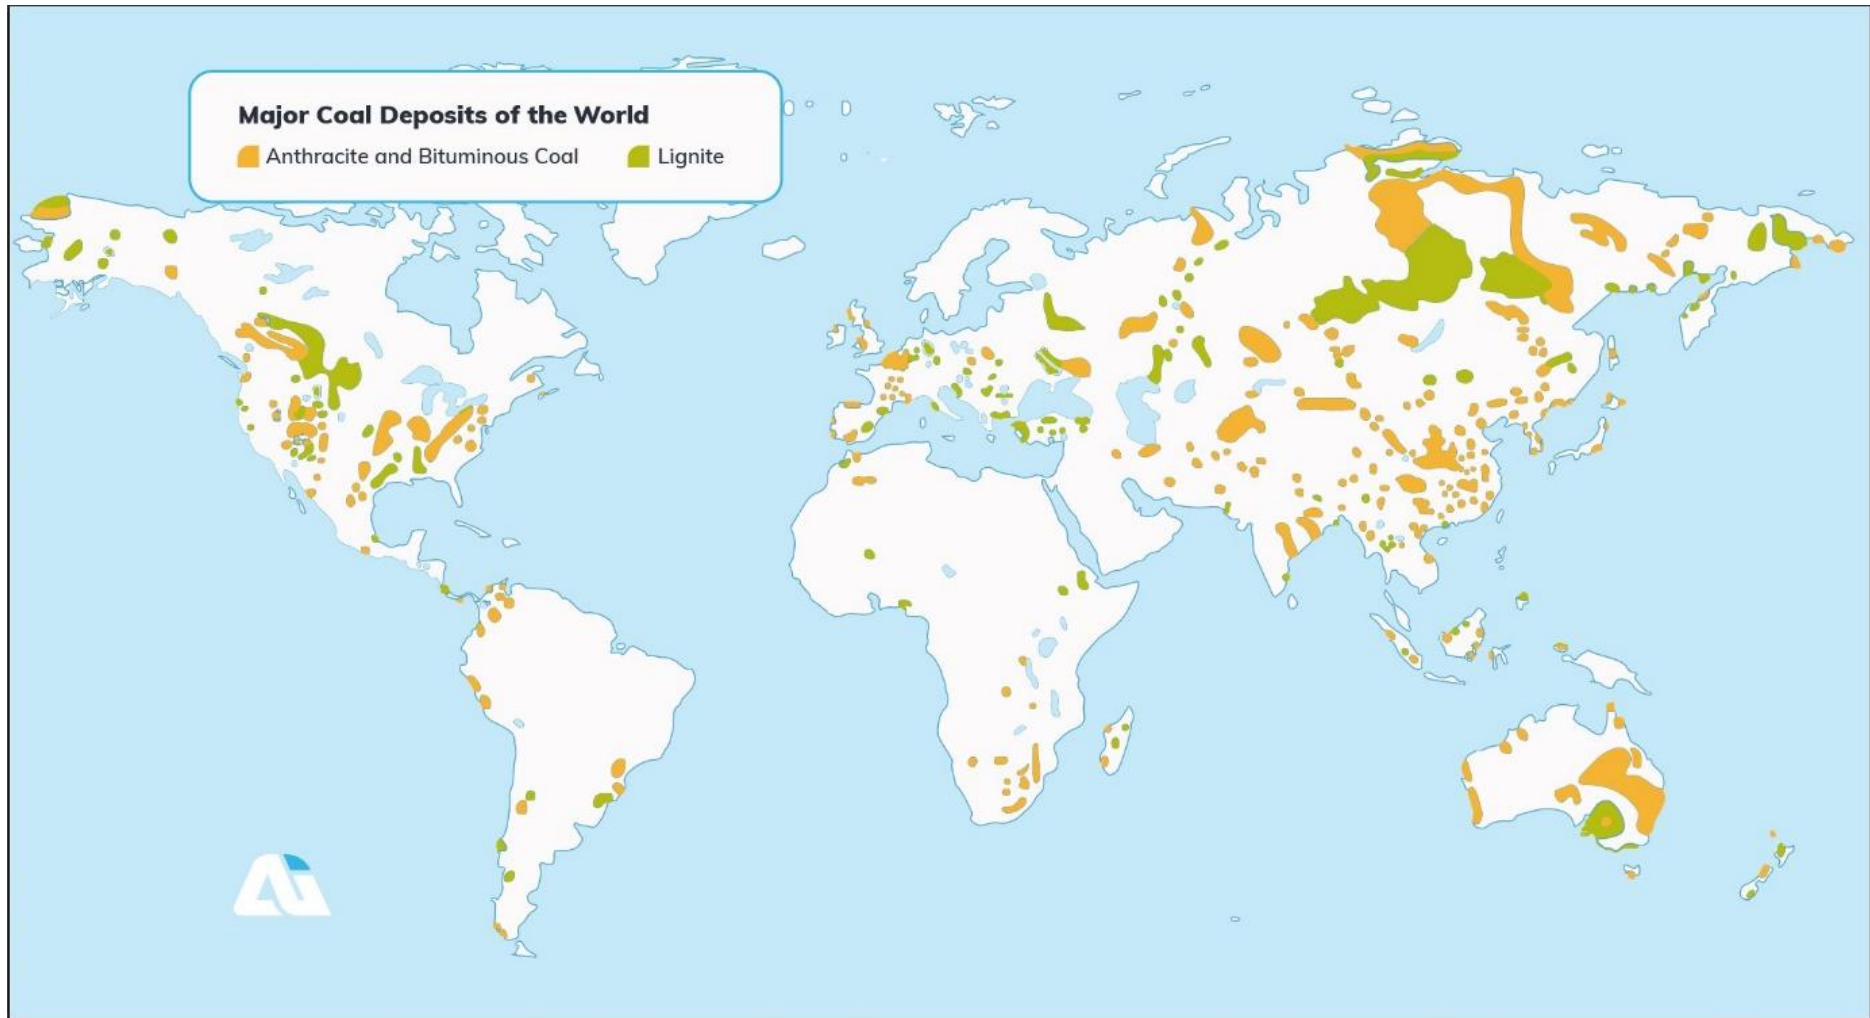 Major Coal Deposits of the World
Anthracite and Bituminous Coal Lignite